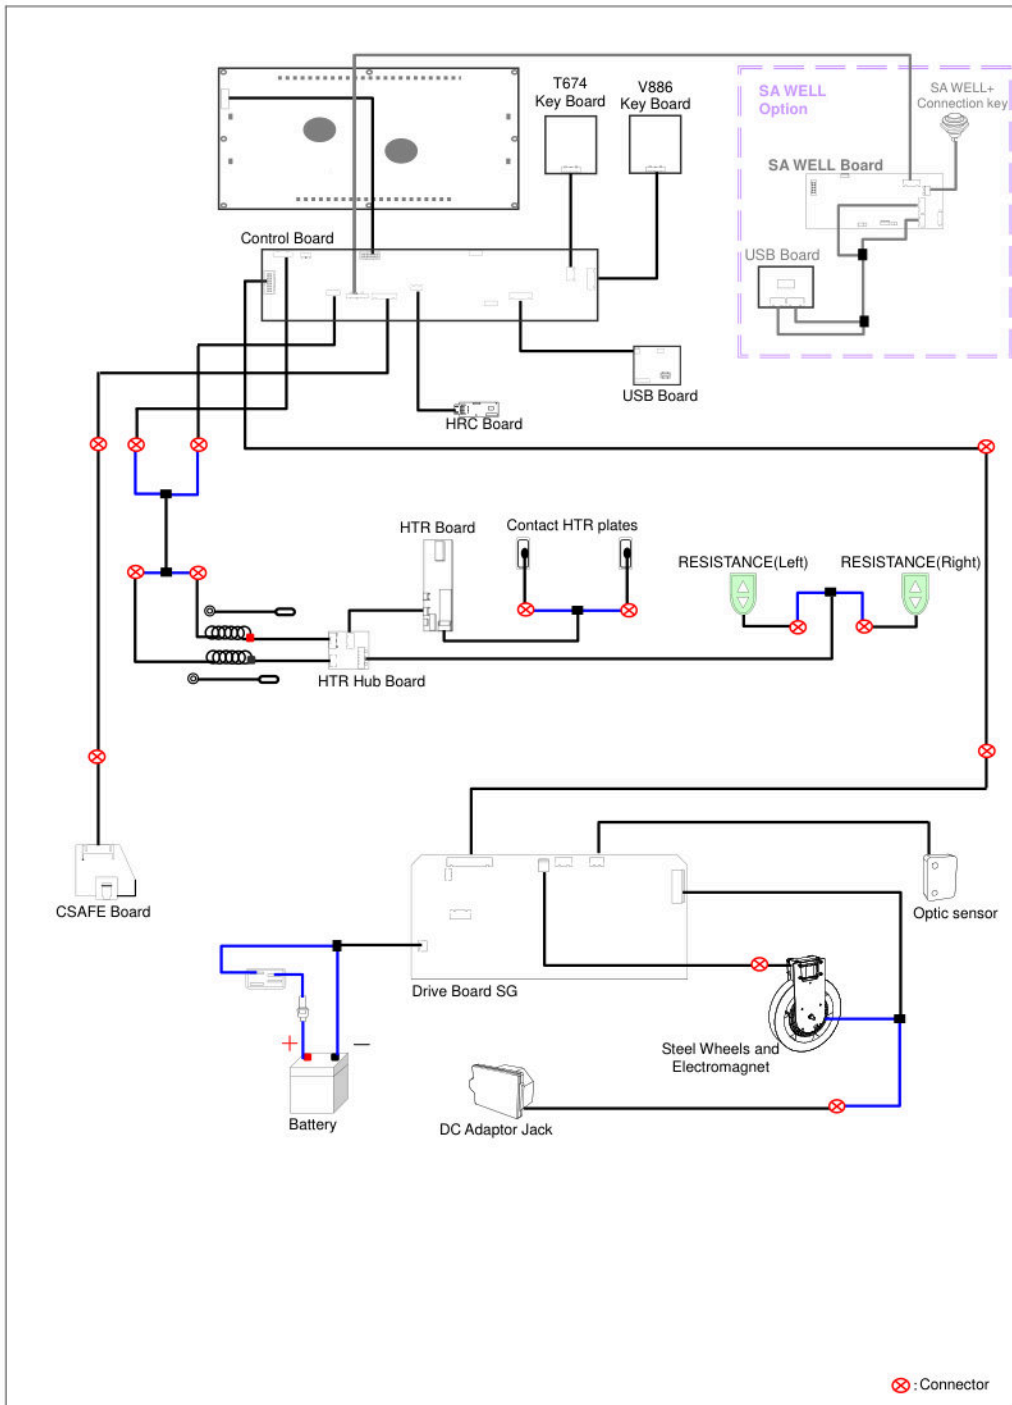 T674
Key Board
V886
Key Board
SA WELL
Option
SA WELL+
Connection key
SA WELL Board
Control Board
USB Board
USB Board
HRC Board
HTR Board
Contact HTR plates
RESISTANCE(Left)
RESISTANCE(Right)
HTR Hub Board
CSAFE Board
Optic sensor
Drive Board SG
+
—
Steel Wheels and
Electromagnet
Battery
DC Adaptor Jack
: Connector